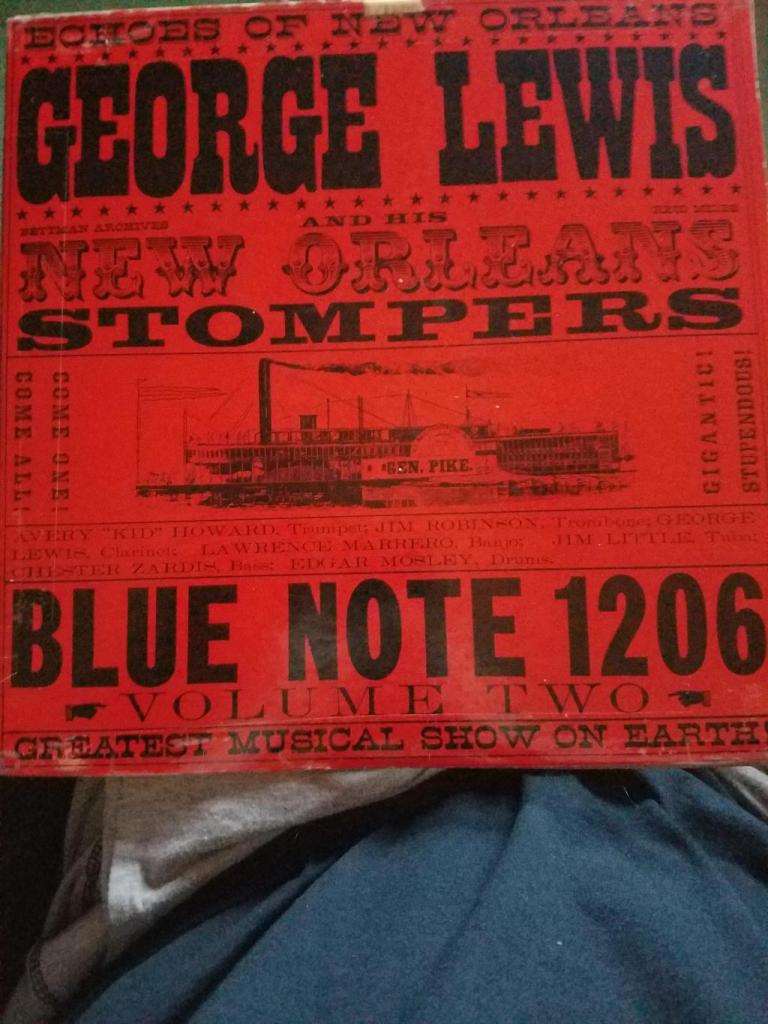 ECHOES OF NEW ORLEANS
GEORGE LEWIS
BETTMAN ARCHIVES
AND HIS
NEW ORLEANS
STOMPERS
COME ONE!
COME ALL!
GEN. PIKE.
GIGANTIC!
STUPENDOUS!
AVERY "KID" HOWARD, Trumpet; JIM ROBINSON, Trombone; GEORGE
LEWIS, Clarinet; LAWRENCE MARRERO, Banjo; JIM LITTLE, Tuba;
CHESTER ZARDIS, Bass; EDGAR MOSLEY, Drums.
BLUE NOTE 1206
VOLUME TWO
GREATEST MUSICAL SHOW ON EARTH!